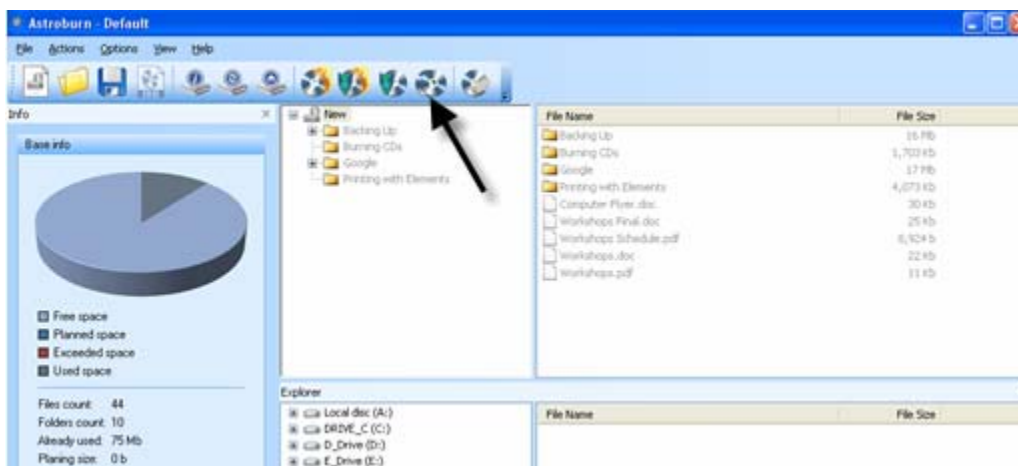 Astroburn - Default
File Actions Options View Help
Info
Base info
Free space
Planned space
Exceeded space
Used space
Files count: 44
Folders count: 10
Already used: 75 Mb
Planing size: 0 b
New
Backing Up
Burning CDs
Google
Printing with Elements
File Name File Size
Backing Up 16 Mb
Burning CDs 1,703 Kb
Google 17 Mb
Printing with Elements 4,073 Kb
Computer Flyer.doc 30 Kb
Workshops Final.doc 25 Kb
Workshops Schedule.pdf 6,924 b
Workshops.doc 22 Kb
Workshops.pdf 11 Kb
Explorer
Local disc (A:)
DRIVE_C (C:)
D_Drive (D:)
E_Drive (E:)
File Name File Size